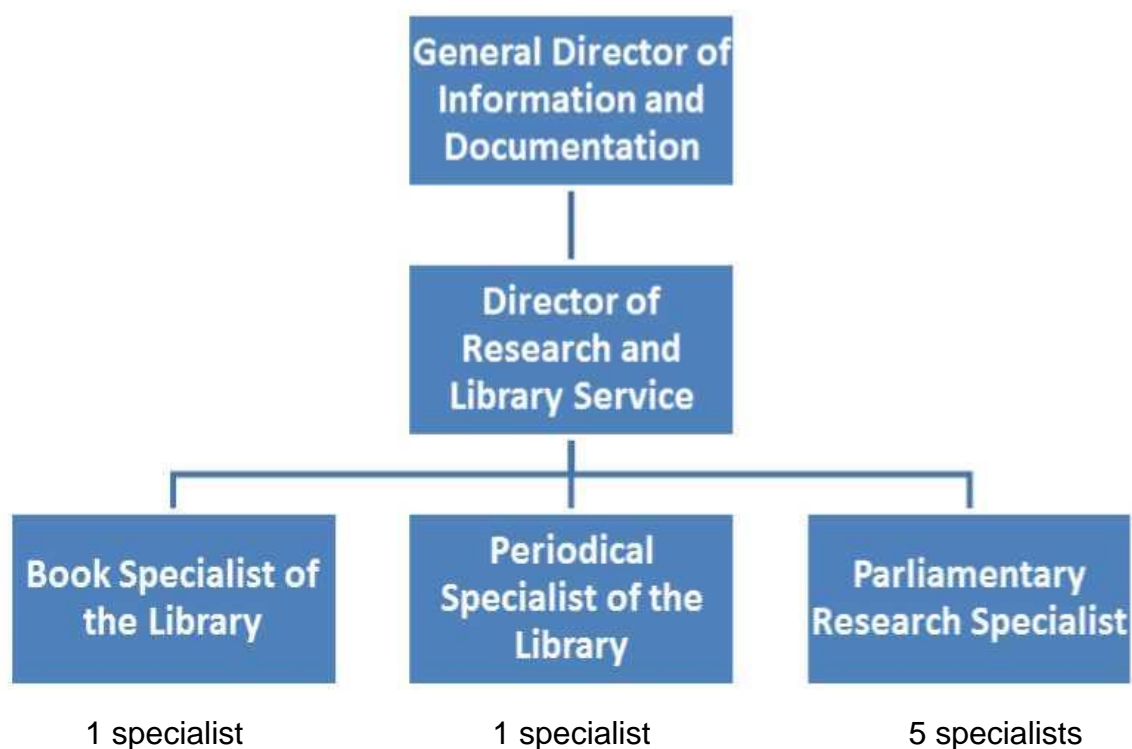 General Director of
Information and
Documentation
Director of
Research and
Library Service
Book Specialist of
the Library
Periodical
Specialist of the
Library
Parliamentary
Research Specialist
1 specialist
1 specialist
5 specialists